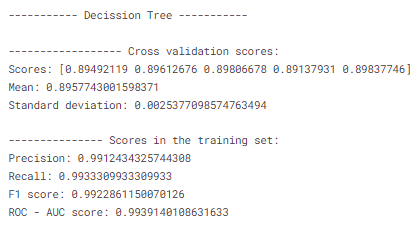 ----------- Decission Tree -----------
------------------ Cross validation scores:
Scores: [0.89492119 0.89612676 0.89806678 0.89137931 0.89837746]
Mean: 0.8957743001598371
Standard deviation: 0.0025377098574763494
--------------- Scores in the training set:
Precision: 0.9912434325744308
Recall: 0.9933309933309933
F1 score: 0.9922861150070126
ROC - AUC score: 0.9939140108631633